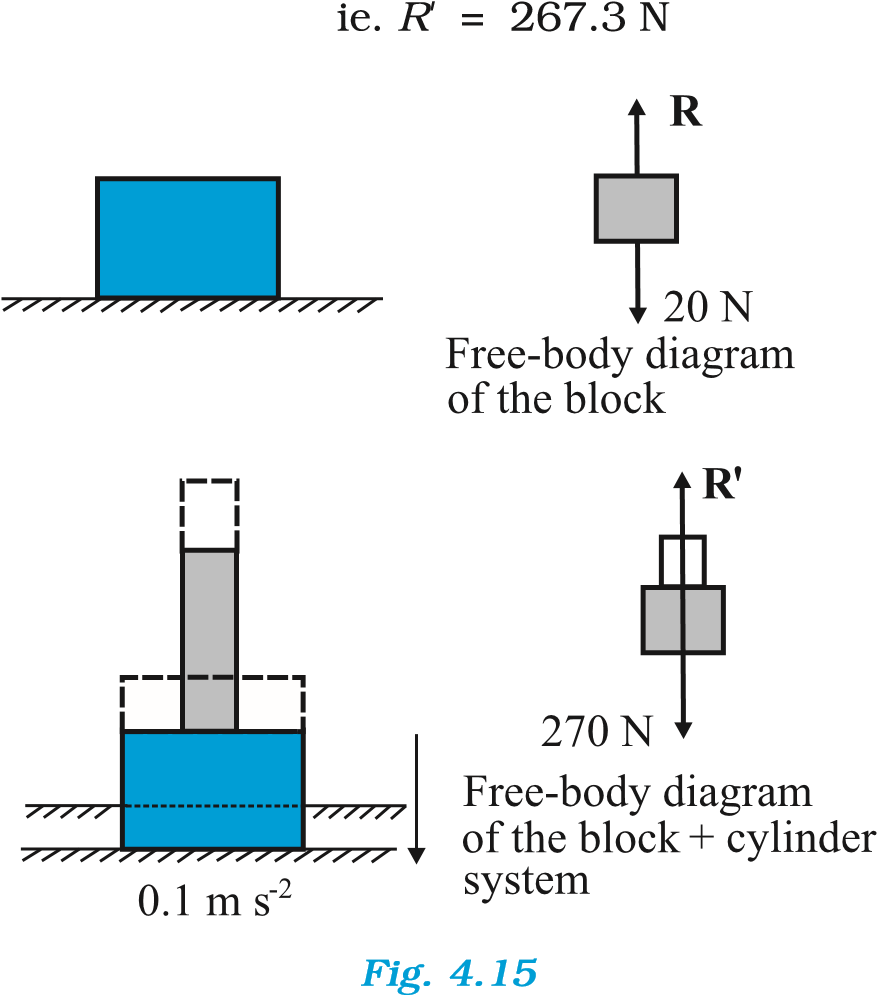 ie. R' = 267.3 N
R
20 N
Free-body diagram
of the block
R'
270 N
Free-body diagram
of the block + cylinder
system
0.1 m s⁻²
Fig. 4.15